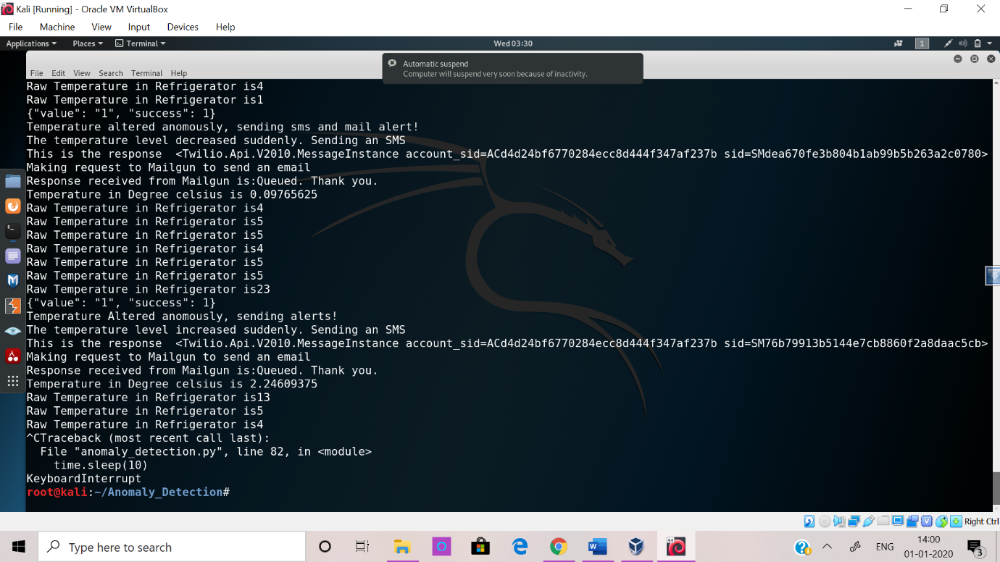 Kali [Running] - Oracle VM VirtualBox
File Machine View Input Devices Help
Applications Places Terminal Wed 03:30 1
Automatic suspend
Computer will suspend very soon because of inactivity.
File Edit View Search Terminal Help
Raw Temperature in Refrigerator is4
Raw Temperature in Refrigerator is1
{"value": "1", "success": 1}
Temperature altered anomously, sending sms and mail alert!
The temperature level decreased suddenly. Sending an SMS
This is the response  <Twilio.Api.V2010.MessageInstance account_sid=ACd4d24bf6770284ecc8d444f347af237b sid=SMdea670fe3b804b1ab99b5b263a2c0780>
Making request to Mailgun to send an email
Response received from Mailgun is:Queued. Thank you.
Temperature in Degree celsius is 0.09765625
Raw Temperature in Refrigerator is4
Raw Temperature in Refrigerator is5
Raw Temperature in Refrigerator is5
Raw Temperature in Refrigerator is4
Raw Temperature in Refrigerator is5
Raw Temperature in Refrigerator is5
Raw Temperature in Refrigerator is23
{"value": "1", "success": 1}
Temperature Altered anomously, sending alerts!
The temperature level increased suddenly. Sending an SMS
This is the response  <Twilio.Api.V2010.MessageInstance account_sid=ACd4d24bf6770284ecc8d444f347af237b sid=SM76b79913b5144e7cb8860f2a8daac5cb>
Making request to Mailgun to send an email
Response received from Mailgun is:Queued. Thank you.
Temperature in Degree celsius is 2.24609375
Raw Temperature in Refrigerator is13
Raw Temperature in Refrigerator is5
Raw Temperature in Refrigerator is4
^CTraceback (most recent call last):
  File "anomaly_detection.py", line 82, in <module>
    time.sleep(10)
KeyboardInterrupt
root@kali:~/Anomaly_Detection#
Right Ctrl
Type here to search
ENG
14:00
01-01-2020
3